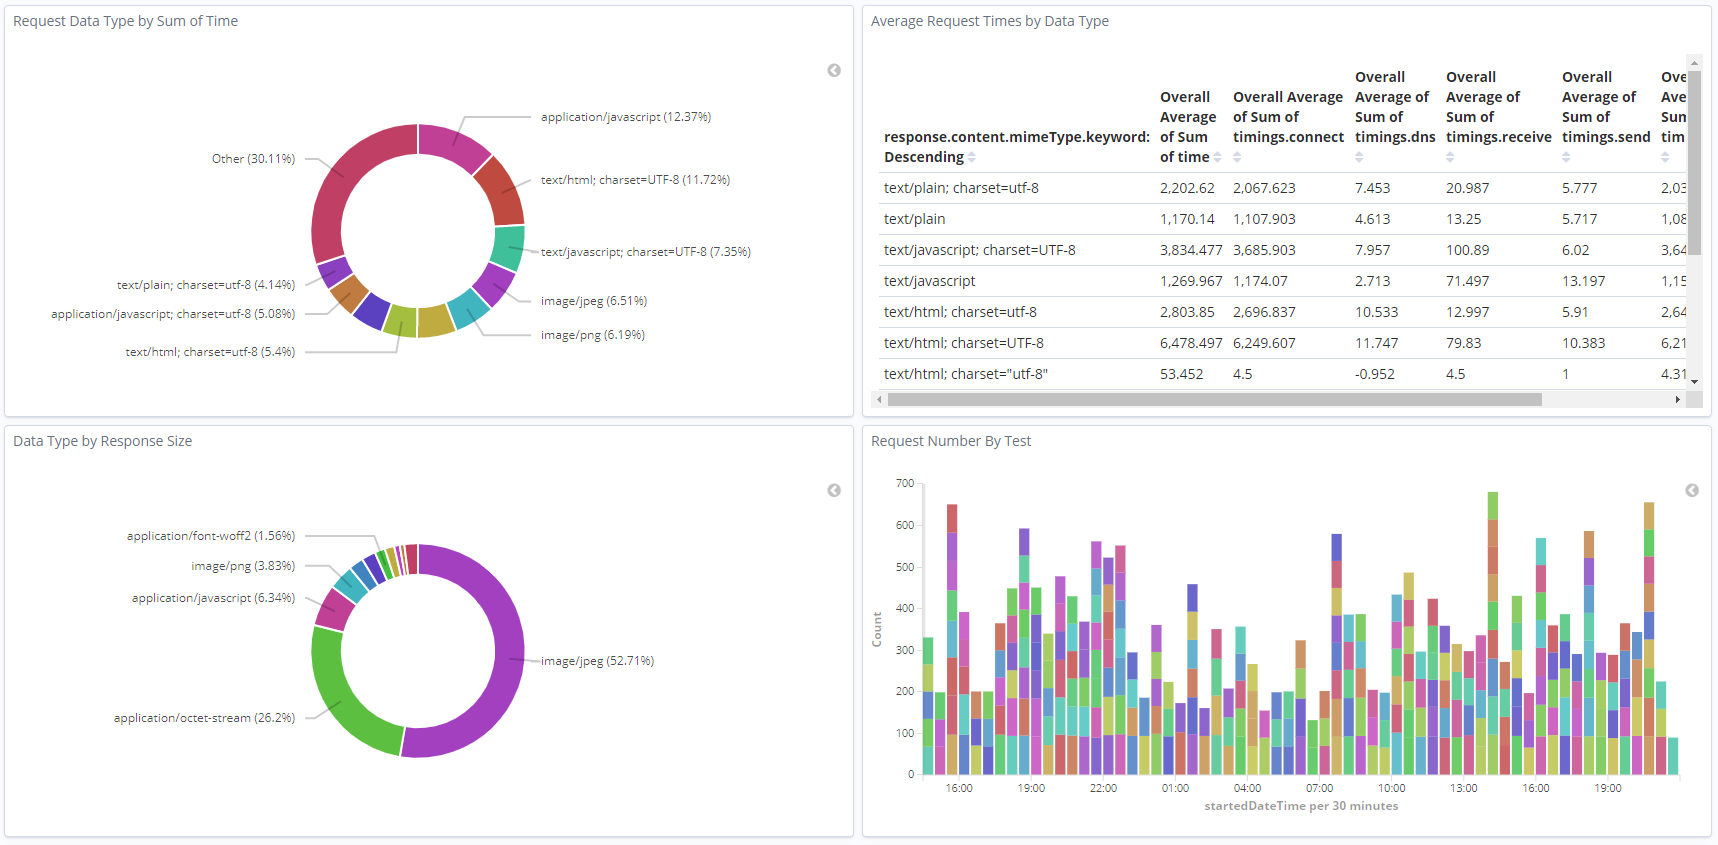 Request Data Type by Sum of Time
application/javascript (12.37%)
Other (30.11%)
text/html; charset=UTF-8 (11.72%)
text/javascript; charset=UTF-8 (7.35%)
text/plain; charset=utf-8 (4.14%)
image/jpeg (6.51%)
application/javascript; charset=utf-8 (5.08%)
image/png (6.19%)
text/html; charset=utf-8 (5.4%)
Average Request Times by Data Type
response.content.mimeType.keyword:
Descending
Overall
Average
of Sum
of time
Overall Average
of Sum of
timings.connect
Overall
Average of
Sum of
timings.dns
Overall
Average of
Sum of
timings.receive
Overall
Average of
Sum of
timings.send
Ove
Ave
Sun
tim
text/plain; charset=utf-8 2,202.62 2,067.623 7.453 20.987 5.777 2,03
text/plain 1,170.14 1,107.903 4.613 13.25 5.717 1,08
text/javascript; charset=UTF-8 3,834.477 3,685.903 7.957 100.89 6.02 3,64
text/javascript 1,269.967 1,174.07 2.713 71.497 13.197 1,15
text/html; charset=utf-8 2,803.85 2,696.837 10.533 12.997 5.91 2,64
text/html; charset=UTF-8 6,478.497 6,249.607 11.747 79.83 10.383 6,21
text/html; charset="utf-8" 53.452 4.5 -0.952 4.5 1 4.31
Data Type by Response Size
application/font-woff2 (1.56%)
image/png (3.83%)
application/javascript (6.34%)
image/jpeg (52.71%)
application/octet-stream (26.2%)
Request Number By Test
700
600
500
400
300
200
100
0
Count
16:00 19:00 22:00 01:00 04:00 07:00 10:00 13:00 16:00 19:00
startedDateTime per 30 minutes